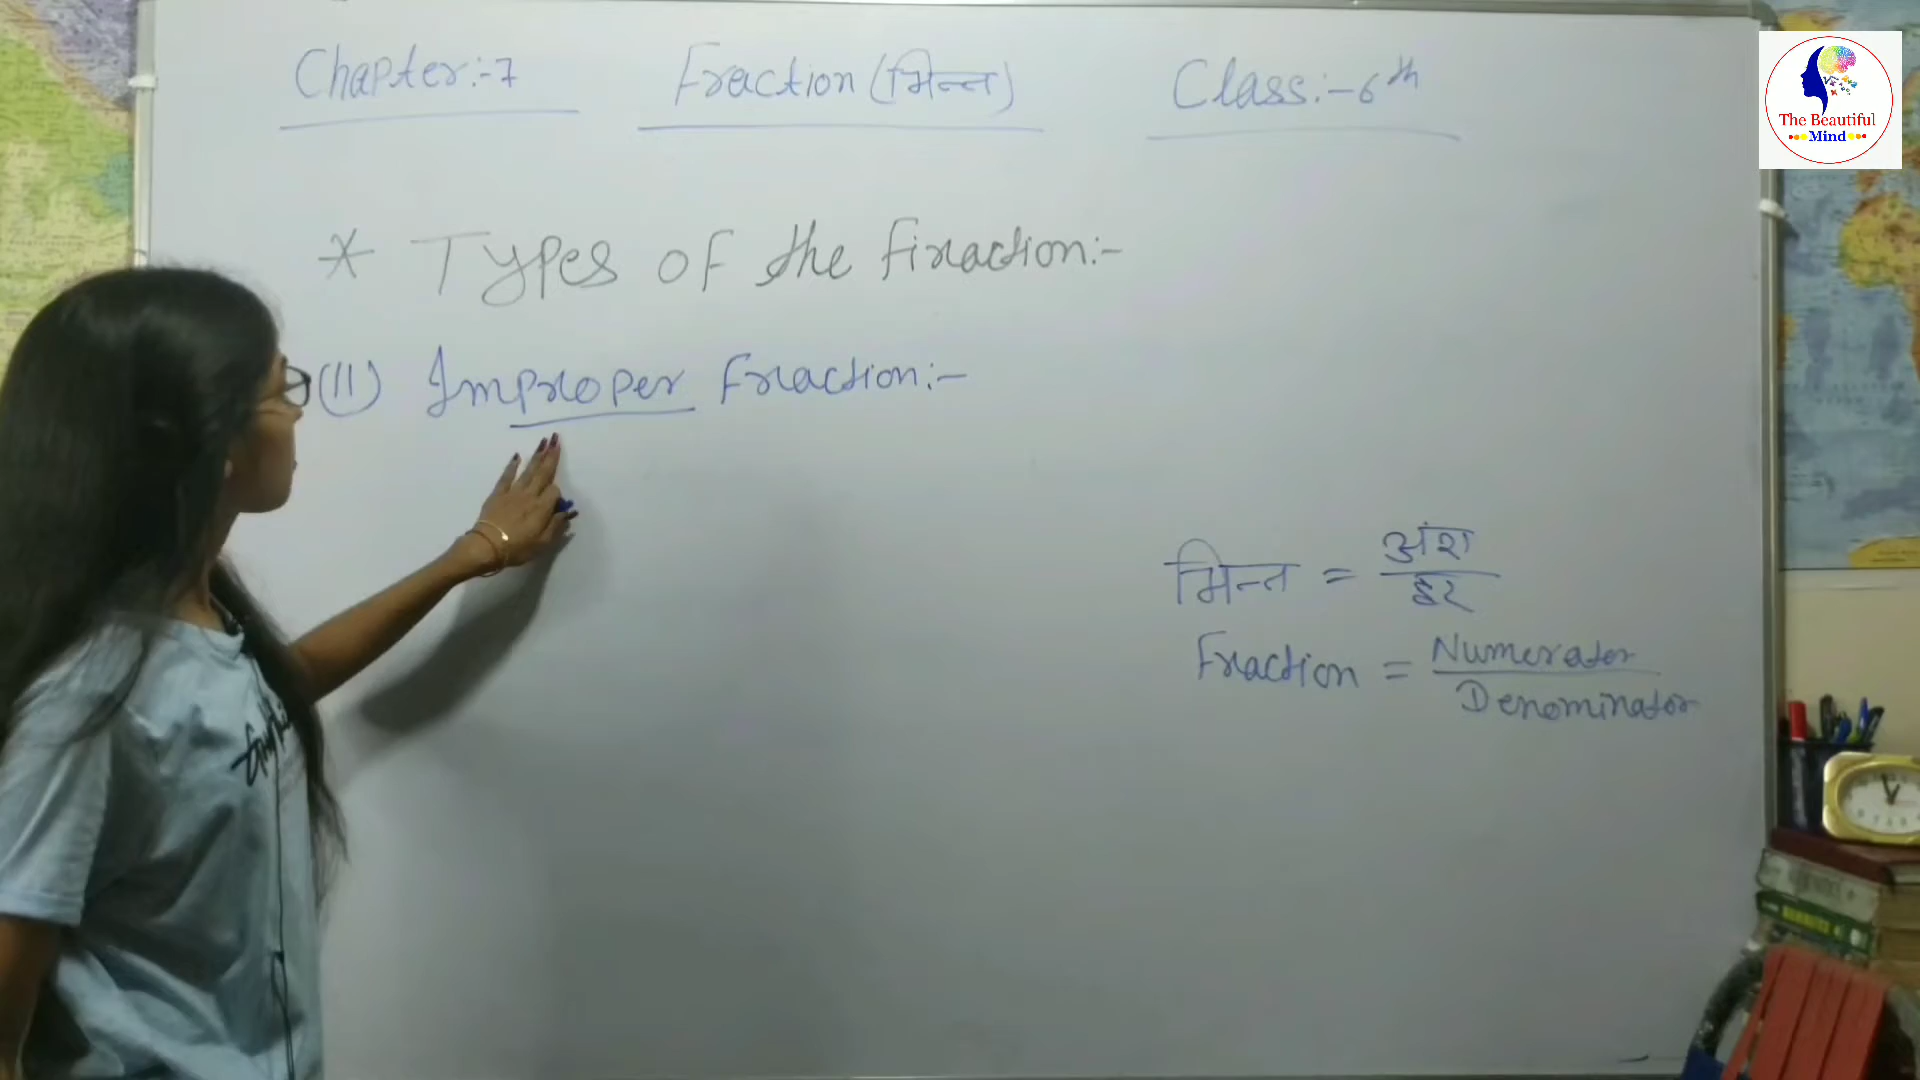 Chapter:-7 Fraction (भिन्न) Class:-6th
* Types of the fraction:-
(II) Improper Fraction:-
भिन्न = अंश
हर
Fraction = Numerator
Denominator
The Beautiful
Mind